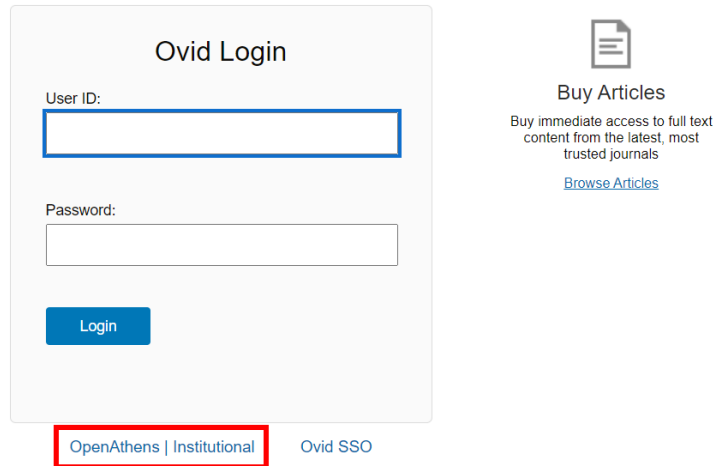 Ovid Login
User ID:
Password:
Login
OpenAthens | Institutional
Ovid SSO
Buy Articles
Buy immediate access to full text
content from the latest, most
trusted journals
Browse Articles